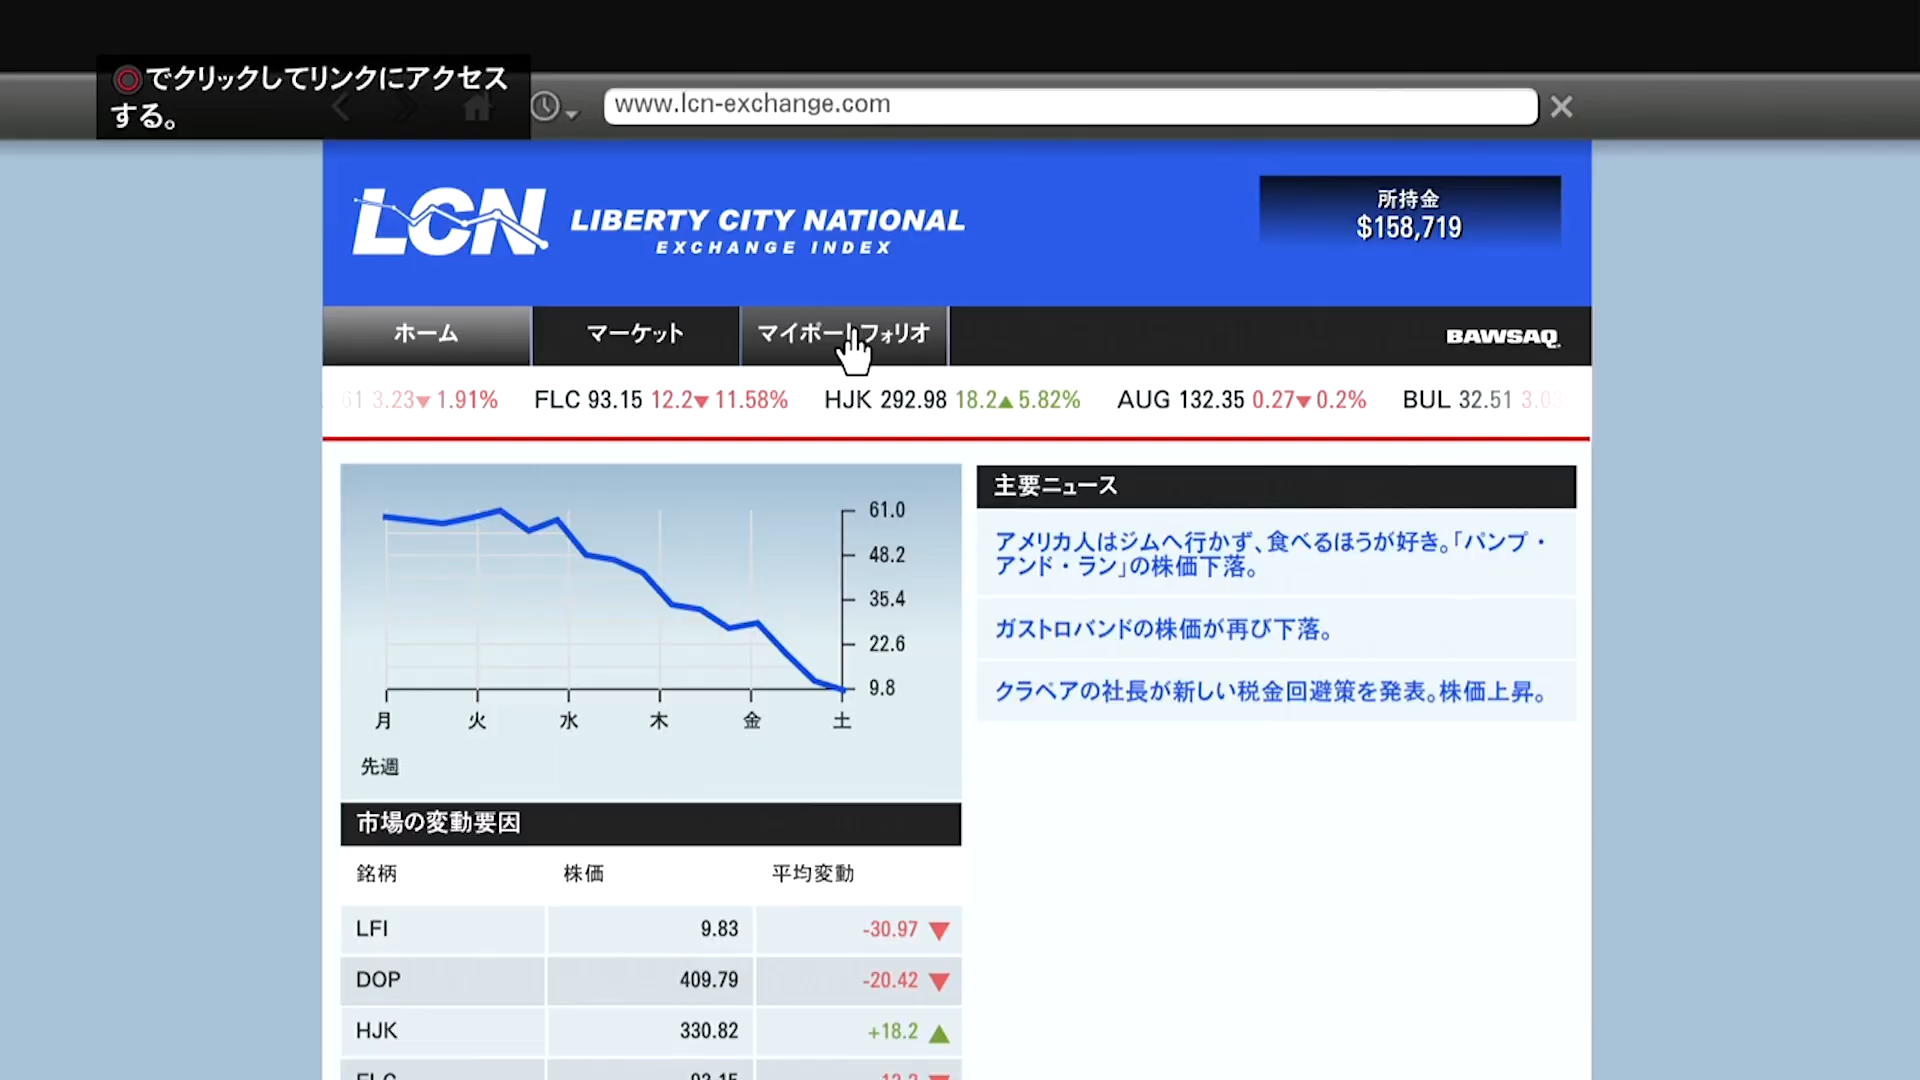 でクリックしてリンクにアクセス
する。
www.lcn-exchange.com
LCN
LIBERTY CITY NATIONAL
EXCHANGE INDEX
所持金
$158,719
ホーム
マーケット
マイポートフォリオ
BAWSAQ.
61 3.23▼1.91% FLC 93.15 12.2▼11.58% HJK 292.98 18.2▲5.82% AUG 132.35 0.27▼0.2% BUL 32.51 3.03
61.0
48.2
35.4
22.6
9.8
月 火 水 木 金 土
先週
主要ニュース
アメリカ人はジムへ行かず、食べるほうが好き。「パンプ・
アンド・ラン」の株価下落。
ガストロバンドの株価が再び下落。
クラペアの社長が新しい税金回避策を発表。株価上昇。
市場の変動要因
銘柄 株価 平均変動
LFI 9.83 -30.97 ▼
DOP 409.79 -20.42 ▼
HJK 330.82 +18.2 ▲
FLC 93.15 -12.2 ▼